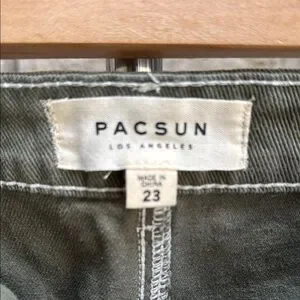 PACSUN
LOS ANGELES
MADE IN
CHINA
23